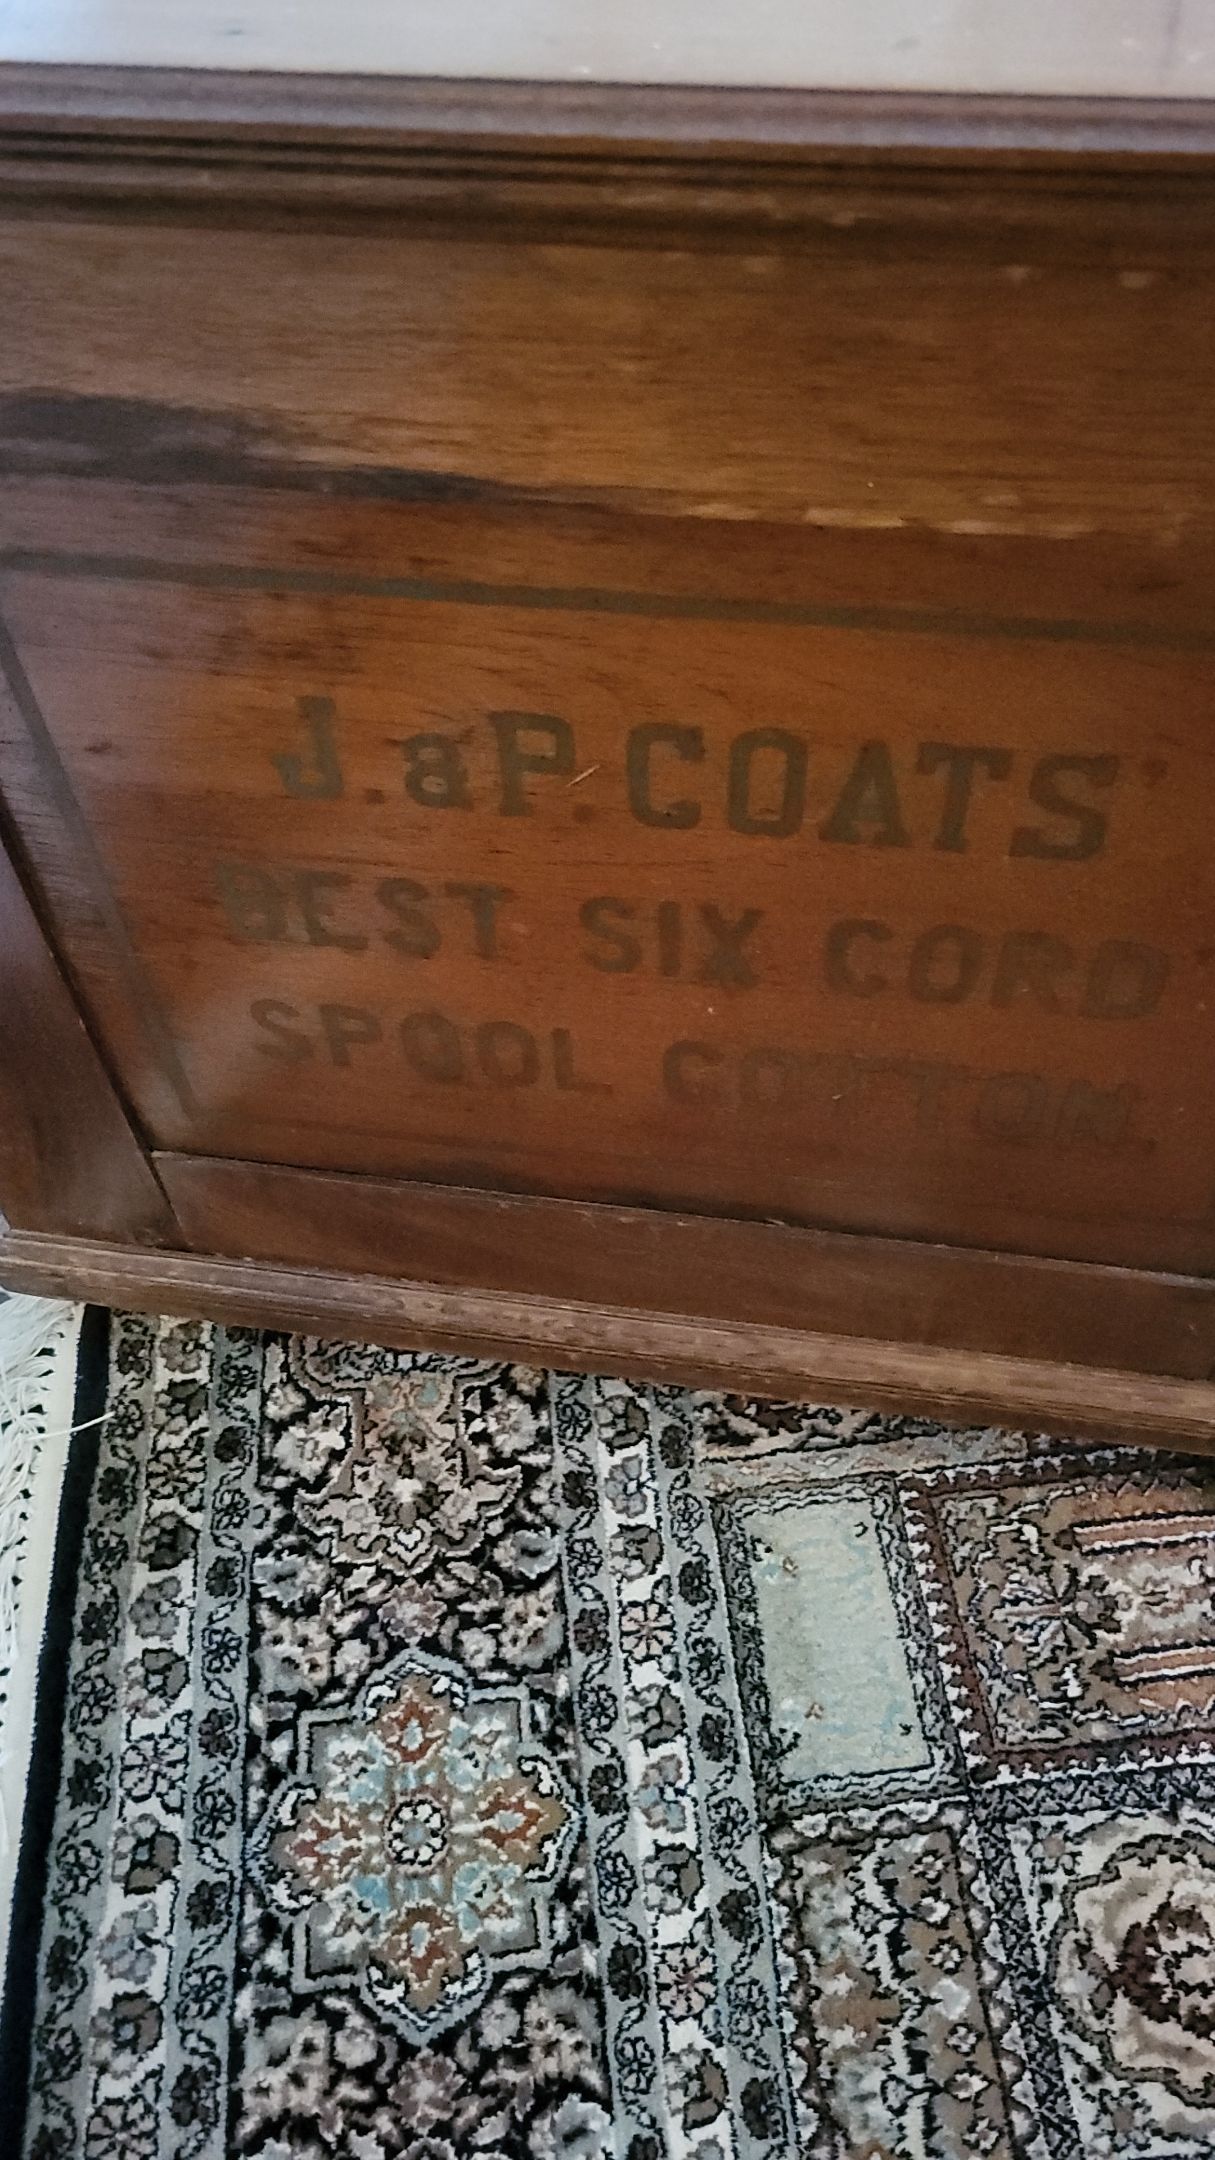 J. & P. COATS
BEST SIX CORD
SPOOL COTTON.